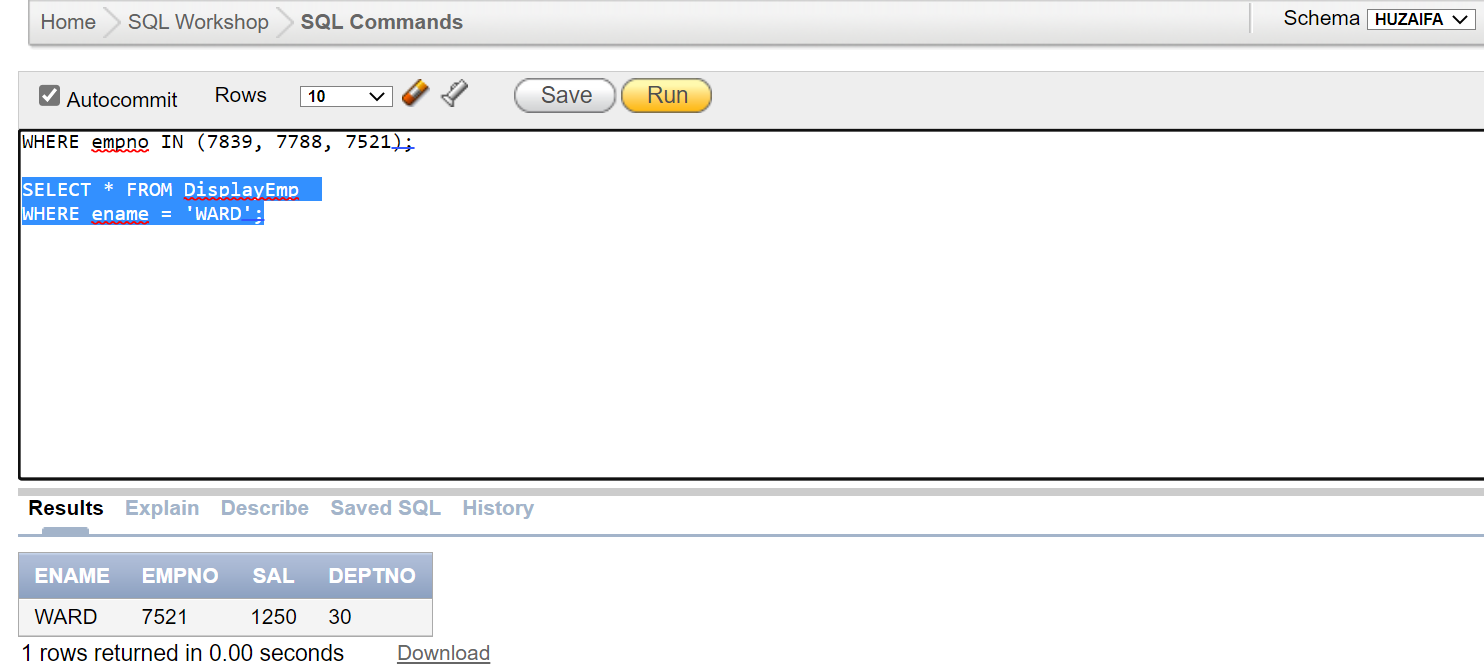 Home SQL Workshop SQL Commands Schema HUZAIFA
Autocommit Rows 10 Save Run
WHERE empno IN (7839, 7788, 7521);
SELECT * FROM DisplayEmp
WHERE ename = 'WARD';
Results Explain Describe Saved SQL History
ENAME EMPNO SAL DEPTNO
WARD 7521 1250 30
1 rows returned in 0.00 seconds Download